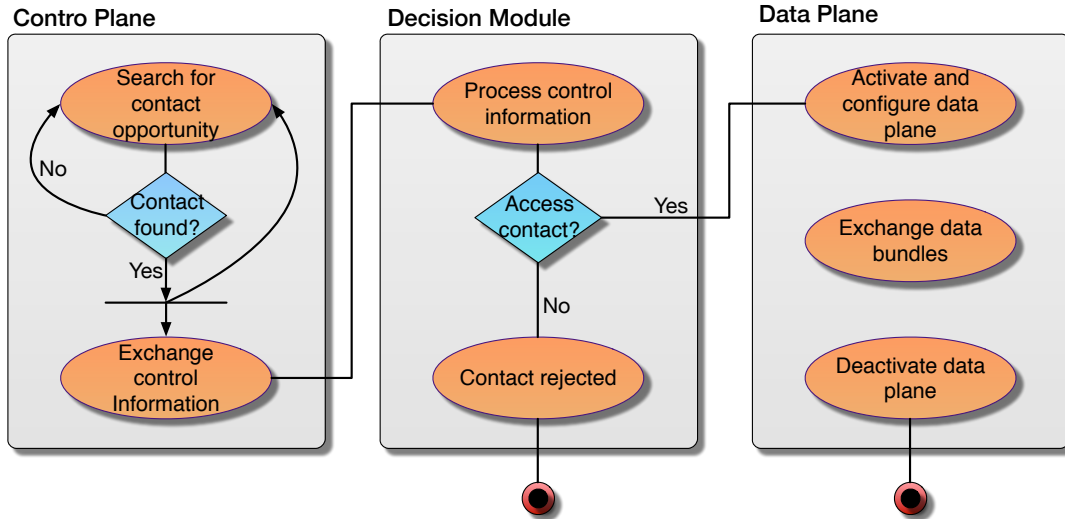 Contro Plane
Search for
contact
opportunity
No
Contact
found?
Yes
Exchange
control
Information
Decision Module
Process control
information
Access
contact?
Yes
No
Contact rejected
Data Plane
Activate and
configure data
plane
Exchange data
bundles
Deactivate data
plane